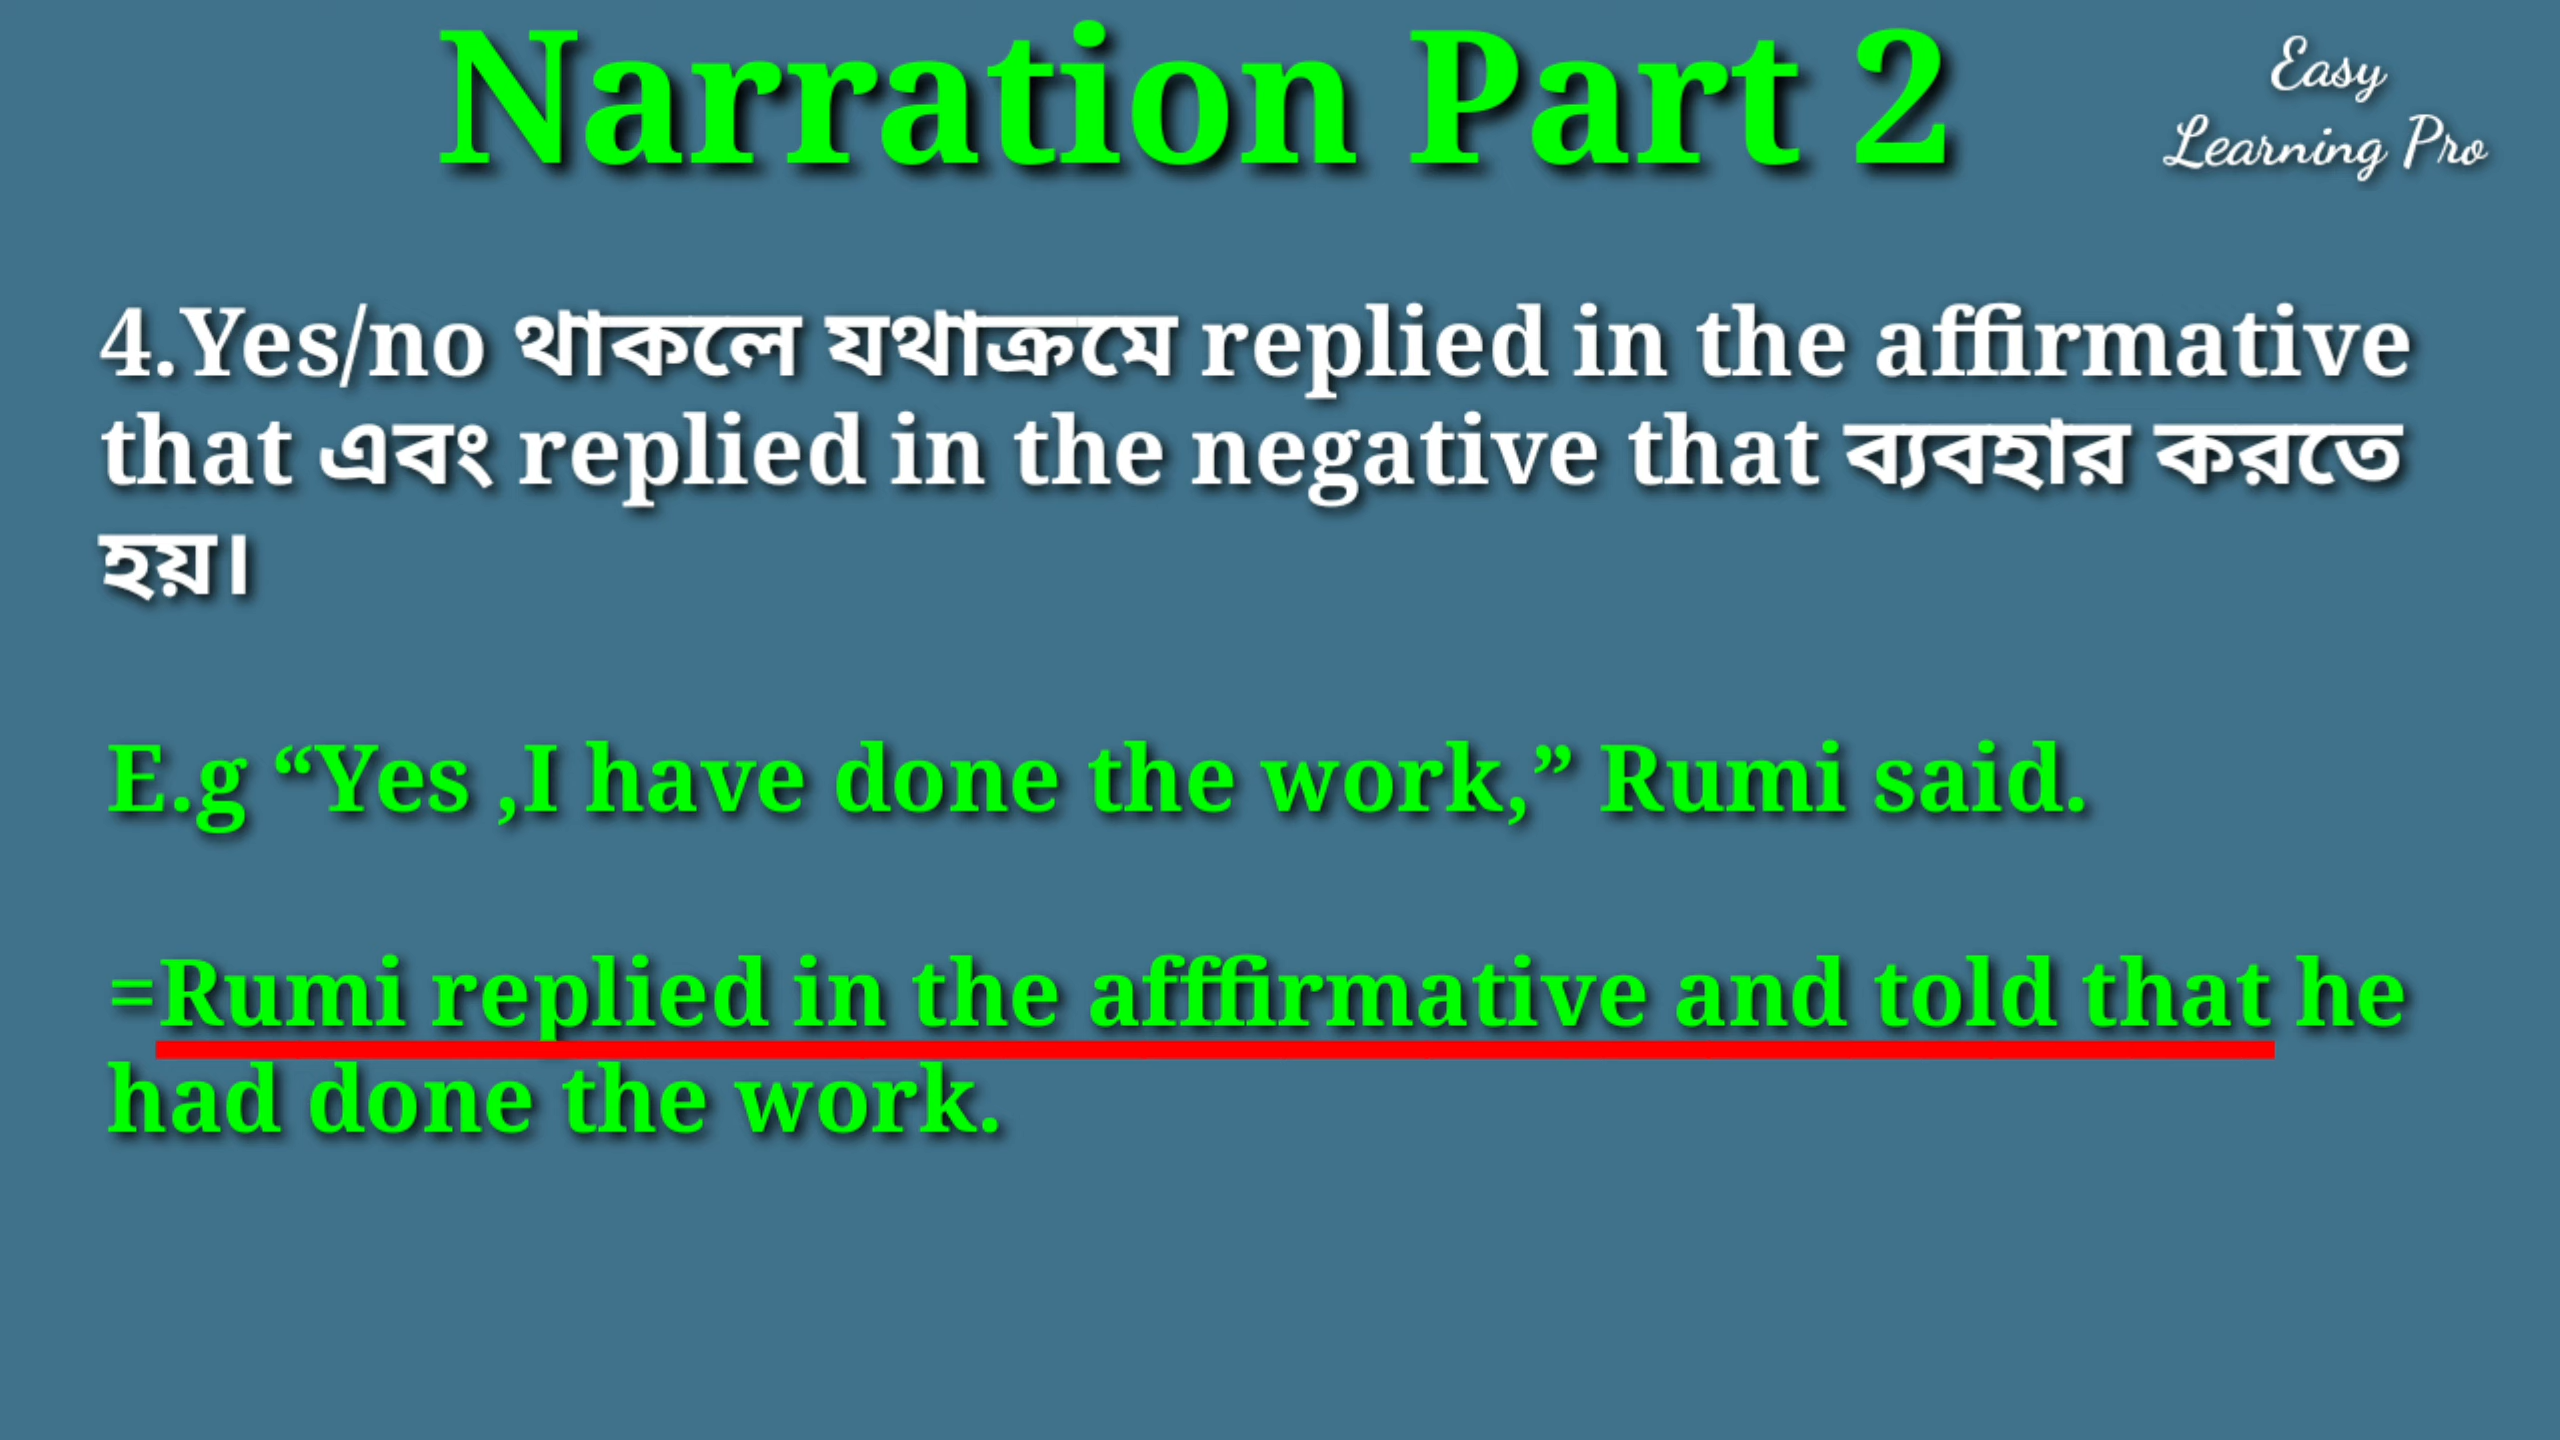 Narration Part 2
Easy
Learning Pro
4.Yes/no থাকলে যথাক্রমে replied in the affirmative
that এবং replied in the negative that ব্যবহার করতে
হয়।
E.g “Yes ,I have done the work,” Rumi said.
=Rumi replied in the afffirmative and told that he
had done the work.